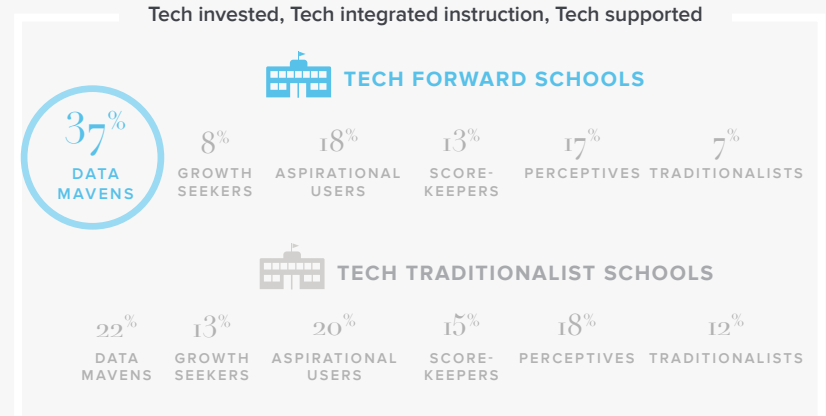 Tech invested, Tech integrated instruction, Tech supported
TECH FORWARD SCHOOLS
37% 8% 18% 13% 17% 7%
DATA GROWTH ASPIRATIONAL SCORE- PERCEPTIVES TRADITIONALISTS
MAVENS SEEKERS USERS KEEPERS
TECH TRADITIONALIST SCHOOLS
22% 13% 20% 15% 18% 12%
DATA GROWTH ASPIRATIONAL SCORE- PERCEPTIVES TRADITIONALISTS
MAVENS SEEKERS USERS KEEPERS